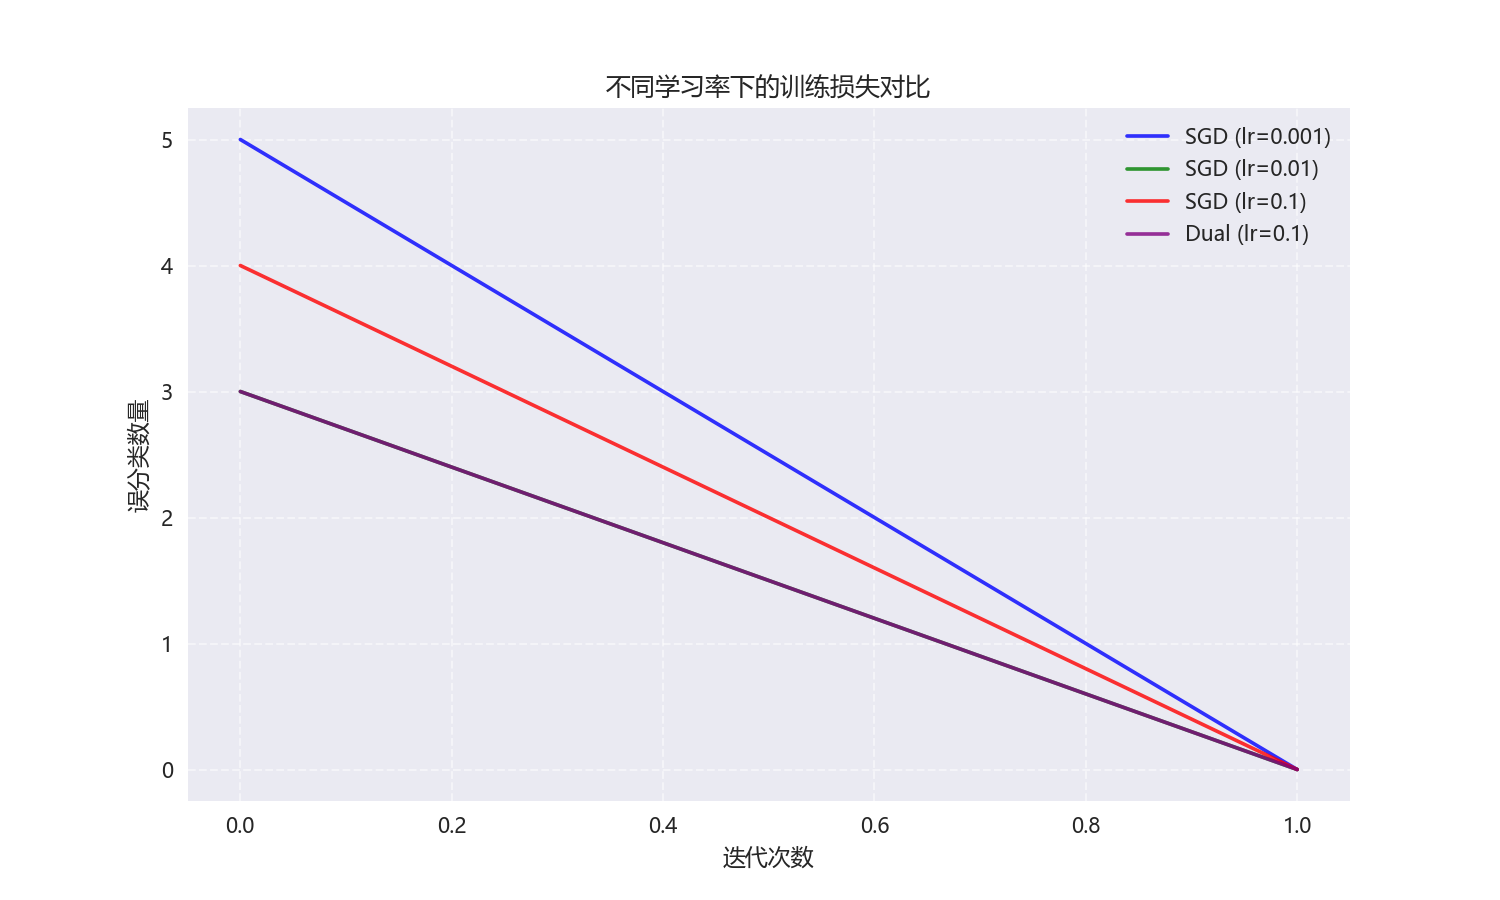 不同学习率下的训练损失对比
SGD (lr=0.001)
SGD (lr=0.01)
SGD (lr=0.1)
Dual (lr=0.1)
误分类数量
5
4
3
2
1
0
0.0 0.2 0.4 0.6 0.8 1.0
迭代次数